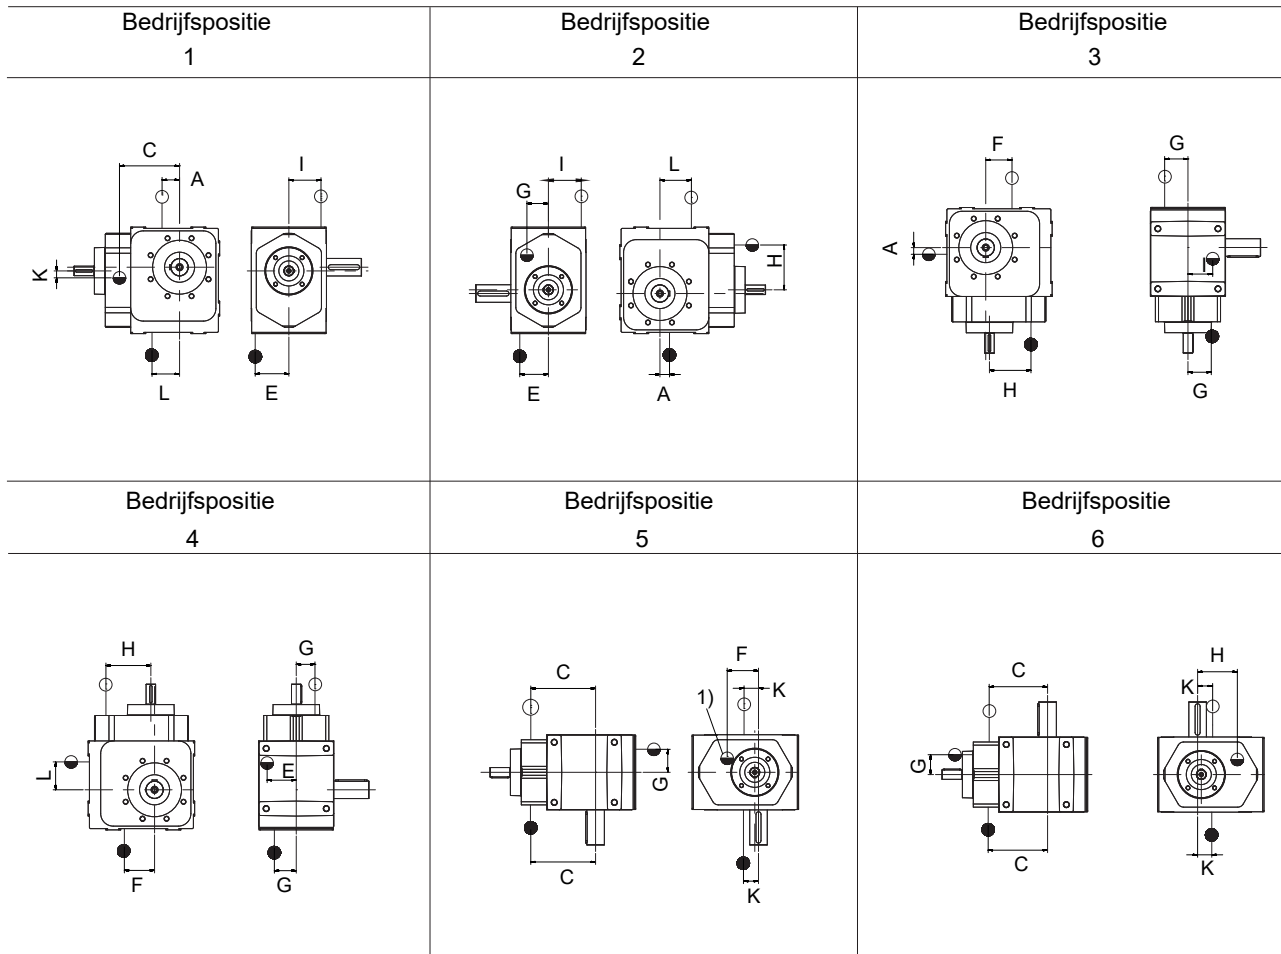 Bedrijfspositie
1
Bedrijfspositie
2
Bedrijfspositie
3
C
A
I
K
L
E
I
G
L
H
E
A
F
G
A
I
H
G
Bedrijfspositie
4
Bedrijfspositie
5
Bedrijfspositie
6
H
G
L
E
F
G
C
F
1)
K
G
C
K
C
H
K
G
C
K